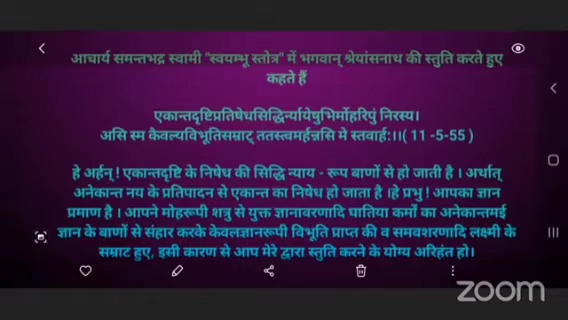 आचार्य समन्तभद्र स्वामी "स्वयम्भू स्तोत्र" में भगवान् श्रेयांसनाथ की स्तुति करते हुए
कहते हैं
एकान्तदृष्टिप्रतिषेधसिद्धिर्न्यायेषुभिर्मोहरिपुं निरस्य।
असि स्म कैवल्यविभूतिसम्राट् ततस्त्वमर्हन्नसि मे स्तवार्ह:।।( 11 -5-55 )
हे अर्हन् ! एकान्तदृष्टि के निषेध की सिद्धि न्याय - रूप बाणों से हो जाती है । अर्थात्
अनेकान्त नय के प्रतिपादन से एकान्त का निषेध हो जाता है ।हे प्रभु ! आपका ज्ञान
प्रमाण है । आपने मोहरूपी शत्रु से युक्त ज्ञानावरणादि घातिया कर्मों का अनेकान्तमई
ज्ञान के बाणों से संहार करके केवलज्ञानरूपी विभूति प्राप्त की व समवशरणादि लक्ष्मी के
सम्राट हुए, इसी कारण से आप मेरे द्वारा स्तुति करने के योग्य अरिहंत हो।
zoom